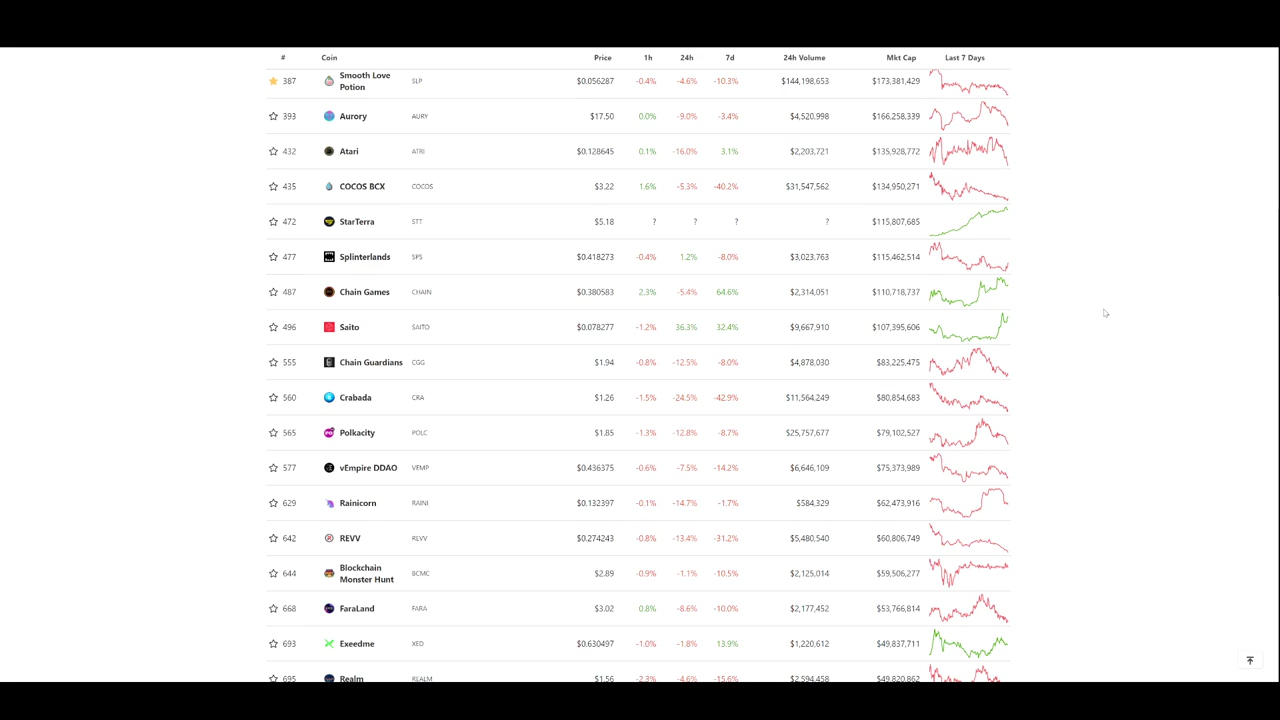 # Coin Price 1h 24h 7d 24h Volume Mkt Cap Last 7 Days
387 Smooth Love Potion SLP $0.056287 -0.4% -4.6% -10.3% $144,198,653 $173,381,429
393 Aurory AURY $17.50 0.0% -9.0% -3.4% $4,520,998 $166,258,339
432 Atari ATRI $0.128645 0.1% -16.0% 3.1% $2,203,721 $135,928,772
435 COCOS BCX COCOS $3.22 1.6% -5.3% -40.2% $31,547,562 $134,950,271
472 StarTerra STT $5.18 ? ? ? ? $115,807,685
477 Splinterlands SPS $0.418273 -0.4% 1.2% -8.0% $3,023,763 $115,462,514
487 Chain Games CHAIN $0.380583 2.3% -5.4% 64.6% $2,314,051 $110,718,737
496 Saito SAITO $0.078277 -1.2% 36.3% 32.4% $9,667,910 $107,395,606
555 Chain Guardians CGG $1.94 -0.8% -12.5% -8.0% $4,878,030 $83,225,475
560 Crabada CRA $1.26 -1.5% -24.5% -42.9% $11,564,249 $80,854,683
565 Polkacity POLC $1.85 -1.3% -12.8% -8.7% $25,757,677 $79,102,527
577 vEmpire DDAO VEMP $0.436375 -0.6% -7.5% -14.2% $6,646,109 $75,373,989
629 Rainicorn RAINI $0.132397 -0.1% -14.7% -1.7% $584,329 $62,473,916
642 REVV REVV $0.274243 -0.8% -13.4% -31.2% $5,480,540 $60,806,749
644 Blockchain Monster Hunt BCMC $2.89 -0.9% -1.1% -10.5% $2,125,014 $59,506,277
668 FaraLand FARA $3.02 0.8% -8.6% -10.0% $2,177,452 $53,766,814
693 Exeedme XED $0.630497 -1.0% -1.8% 13.9% $1,220,612 $49,837,711
695 Realm REALM $1.56 -2.3% -4.6% -15.6% $2,594,458 $49,820,862